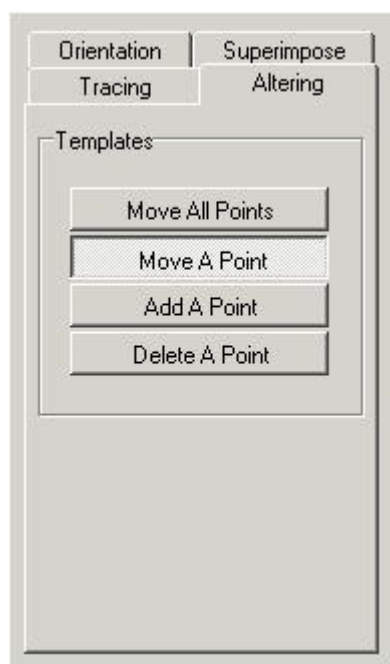 Orientation
Superimpose
Tracing
Altering
Templates
Move All Points
Move A Point
Add A Point
Delete A Point